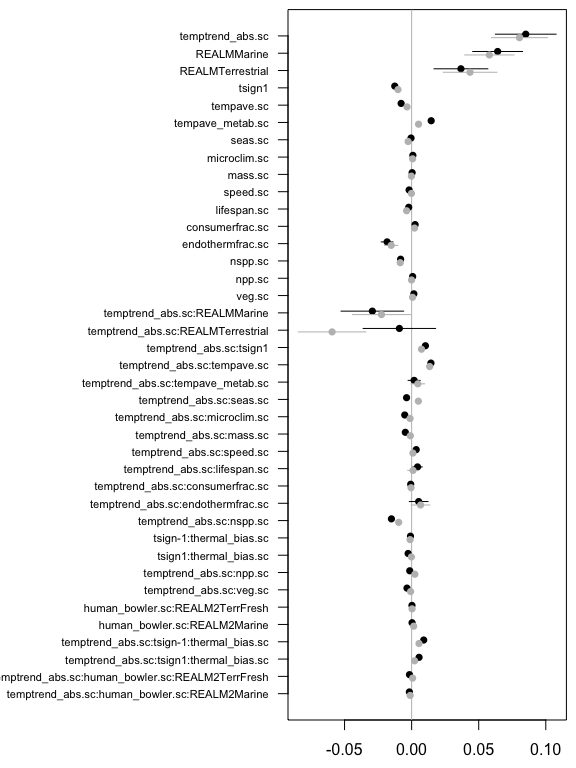 temptrend_abs.sc
REALMMarine
REALMTerrestrial
tsign1
tempave.sc
tempave_metab.sc
seas.sc
microclim.sc
mass.sc
speed.sc
lifespan.sc
consumerfrac.sc
endothermfrac.sc
nspp.sc
npp.sc
veg.sc
temptrend_abs.sc:REALMMarine
temptrend_abs.sc:REALMTerrestrial
temptrend_abs.sc:tsign1
temptrend_abs.sc:tempave.sc
temptrend_abs.sc:tempave_metab.sc
temptrend_abs.sc:seas.sc
temptrend_abs.sc:microclim.sc
temptrend_abs.sc:mass.sc
temptrend_abs.sc:speed.sc
temptrend_abs.sc:lifespan.sc
temptrend_abs.sc:consumerfrac.sc
temptrend_abs.sc:endothermfrac.sc
temptrend_abs.sc:nspp.sc
tsign-1:thermal_bias.sc
tsign1:thermal_bias.sc
temptrend_abs.sc:npp.sc
temptrend_abs.sc:veg.sc
human_bowler.sc:REALM2TerrFresh
human_bowler.sc:REALM2Marine
temptrend_abs.sc:tsign-1:thermal_bias.sc
temptrend_abs.sc:tsign1:thermal_bias.sc
mptrend_abs.sc:human_bowler.sc:REALM2TerrFresh
temptrend_abs.sc:human_bowler.sc:REALM2Marine
-0.05 0.00 0.05 0.10